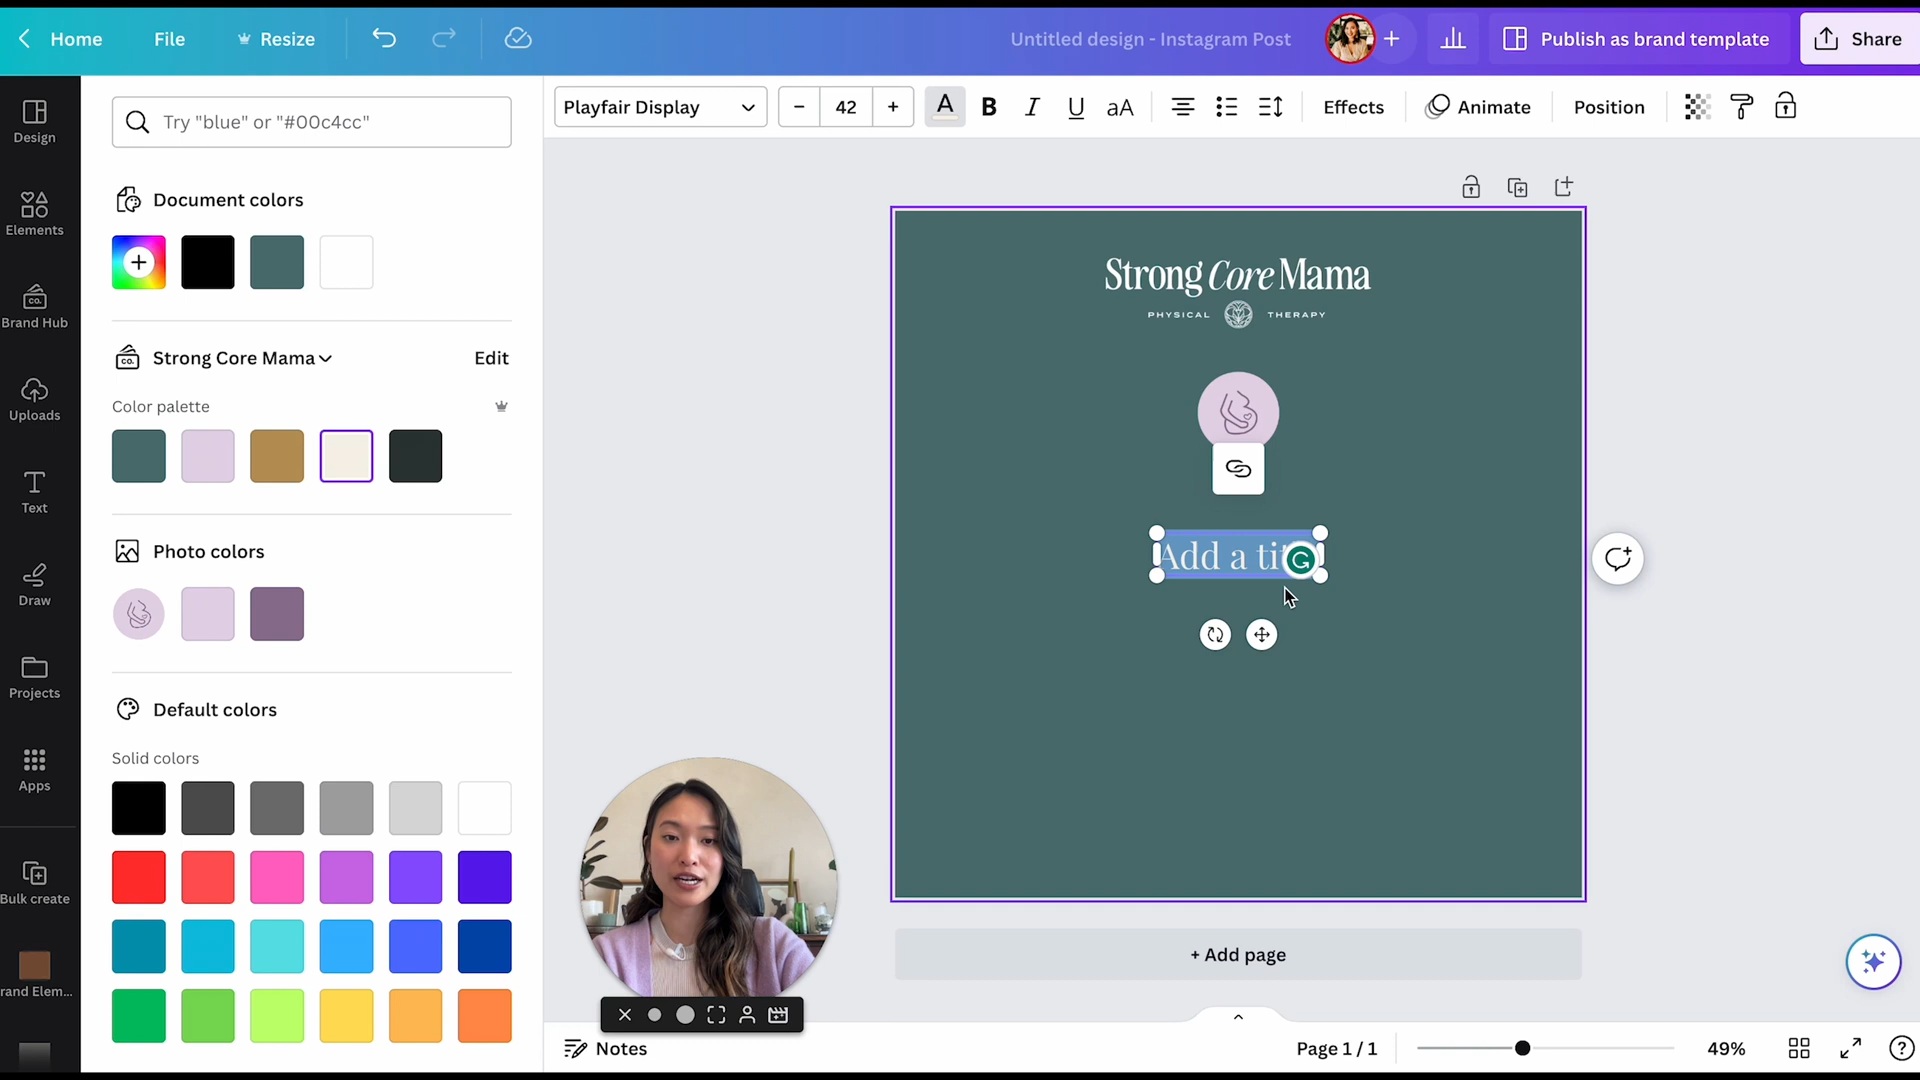 Home File Resize Untitled design - Instagram Post Publish as brand template Share
Design
Elements
Brand Hub
Uploads
Text
Draw
Projects
Apps
Bulk create
rand Elem...
Try "blue" or "#00c4cc"
Document colors
Strong Core Mama Edit
CO.
Color palette
Photo colors
Default colors
Solid colors
Playfair Display - 42 + A B I U aA Effects Animate Position
Strong Core Mama
PHYSICAL THERAPY
Add a ti
+ Add page
Notes Page 1 / 1 49%